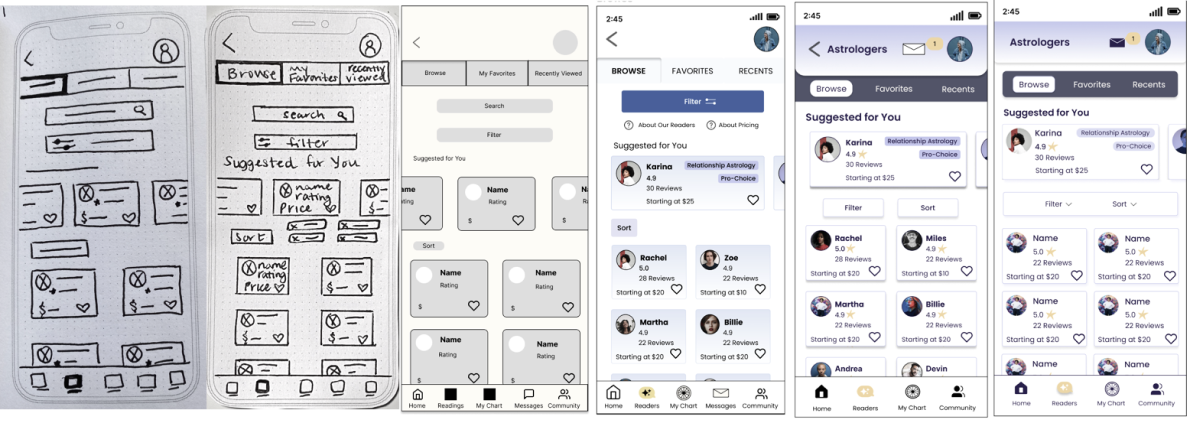 Browse
my
Favorites
recently
viewed
search
filter
Suggested for You
name
rating
Price
$
Sort
name
rating
Price
$
$
$
Browse
My Favorites
Recently Viewed
Search
Filter
Suggested for You
ame
Rating
Name
Rating
$
N
$
Sort
Name
Rating
$
Name
Rating
$
Name
Rating
$
Name
Rating
$
Home
Readings
My Chart
Messages
Community
2:45
BROWSE
FAVORITES
RECENTS
Filter
? About Our Readers
? About Pricing
Suggested for You
Karina
Relationship Astrology
4.9
Pro-Choice
30 Reviews
Starting at $25
Sort
Rachel
5.0
28 Reviews
Starting at $20
Zoe
4.9
22 Reviews
Starting at $10
Martha
4.9
22 Reviews
Starting at $20
Billie
4.9
22 Reviews
Starting at $20
Home
Readers
My Chart
Messages
Community
2:45
Astrologers
1
Browse
Favorites
Recents
Suggested for You
Karina
Relationship Astrology
4.9
Pro-Choice
30 Reviews
Starting at $25
Filter
Sort
Rachel
5.0
28 Reviews
Starting at $20
Miles
4.9
22 Reviews
Starting at $10
Martha
4.9
22 Reviews
Starting at $20
Billie
4.9
22 Reviews
Starting at $20
Andrea
Devin
Home
Readers
My Chart
Community
2:45
Astrologers
1
Browse
Favorites
Recents
Suggested for You
Karina
Relationship Astrology
4.9
Pro-Choice
30 Reviews
Starting at $25
Filter
Sort
Name
5.0
22 Reviews
Starting at $20
Name
5.0
22 Reviews
Starting at $20
Name
5.0
22 Reviews
Starting at $20
Name
5.0
22 Reviews
Starting at $20
Name
Name
Home
Readers
My Chart
Community